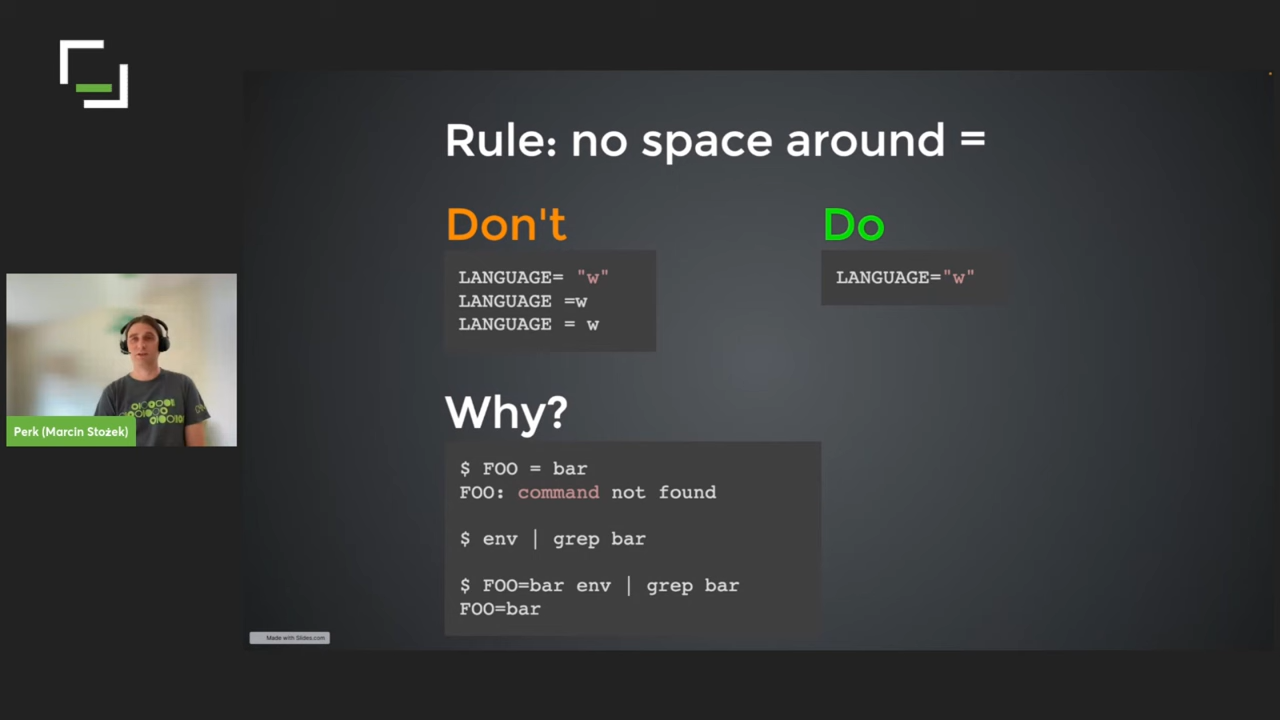 Rule: no space around =
Don't
LANGUAGE= "w"
LANGUAGE =w
LANGUAGE = w
Do
LANGUAGE="w"
Why?
$ FOO = bar
FOO: command not found
$ env | grep bar
$ FOO=bar env | grep bar
FOO=bar
Perk (Marcin Stożek)
Made with Slides.com